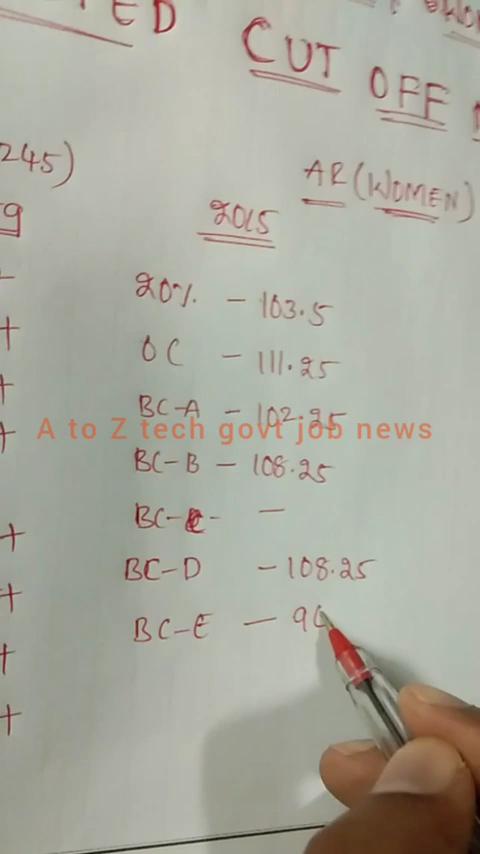 CUT OFF
245)
AR (WOMEN)
2015
20% - 103.5
OC - 111.25
BC-A - 102.25
A to Z tech govt job news
BC-B - 108.25
BC-C - —
BC-D - 108.25
BC-E - 9